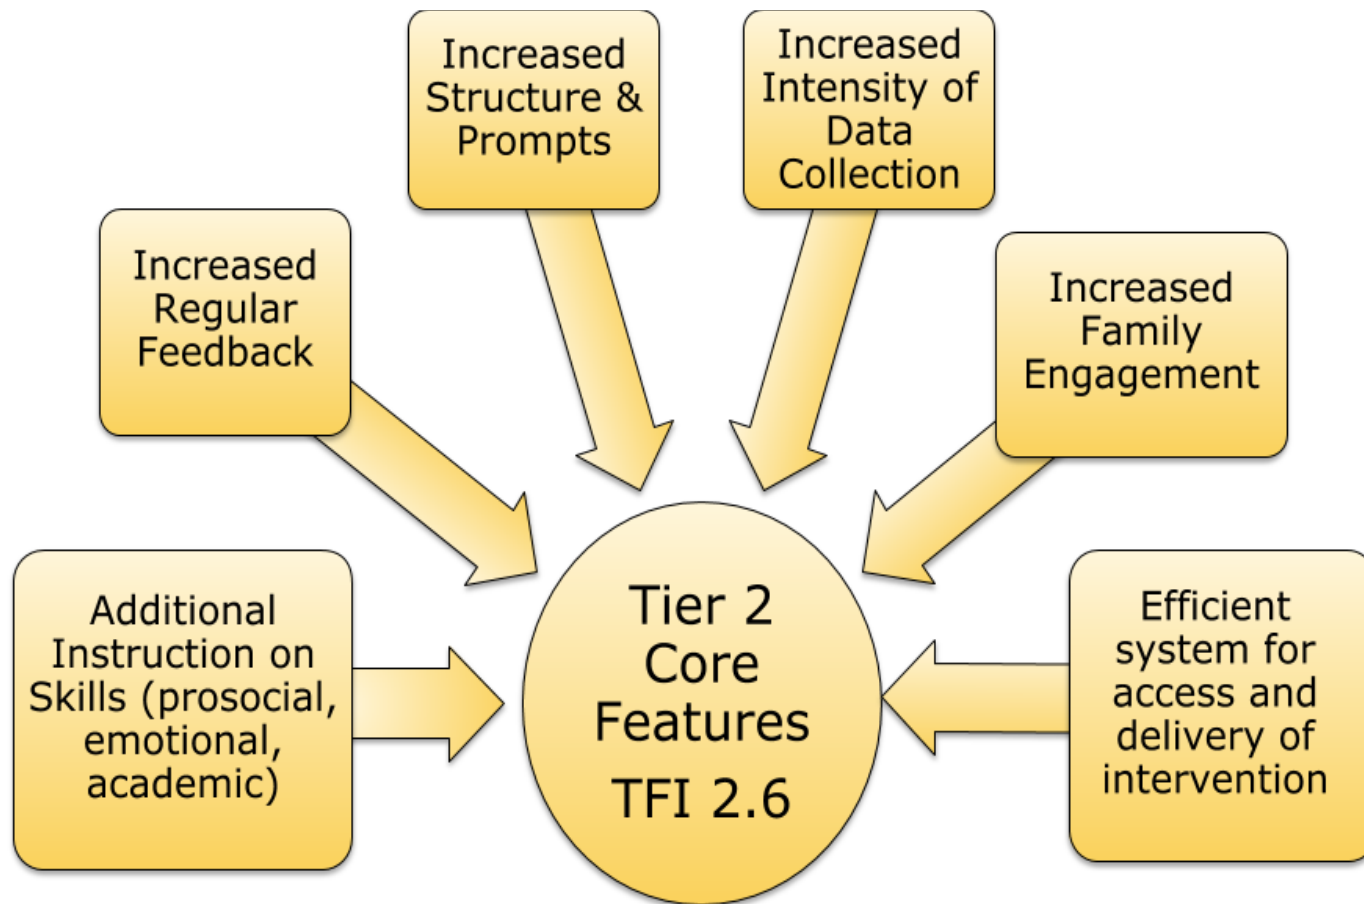 Increased
Structure &
Prompts
Increased
Intensity of
Data
Collection
Increased
Regular
Feedback
Increased
Family
Engagement
Additional
Instruction on
Skills (prosocial,
emotional,
academic)
Tier 2
Core
Features
TFI 2.6
Efficient
system for
access and
delivery of
intervention